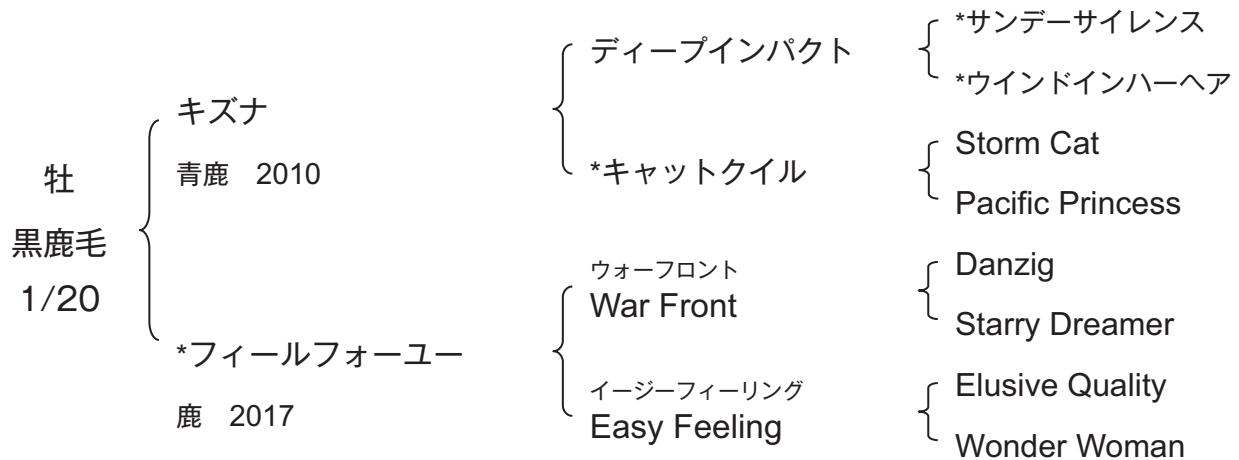 牡
黒鹿毛
1/20
キズナ
青鹿　2010
*フィールフォーユー
鹿　2017
ディープインパクト
*キャットクイル
ウォーフロント
War Front
イージーフィーリング
Easy Feeling
*サンデーサイレンス
*ウインドインハーヘア
Storm Cat
Pacific Princess
Danzig
Starry Dreamer
Elusive Quality
Wonder Woman